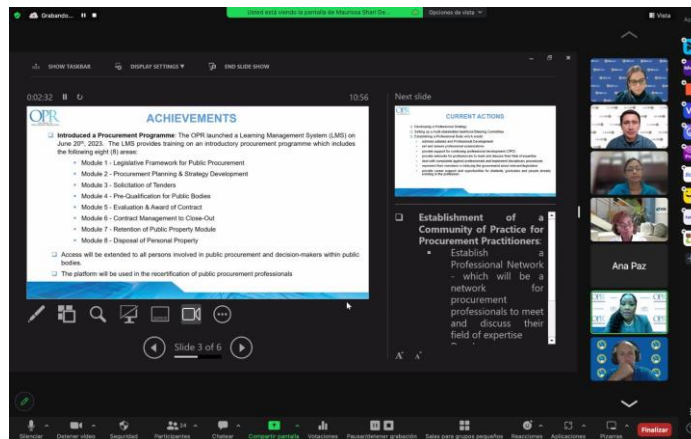 Grabando...
Usted está viendo la pantalla de Maurissa Shari De...
Opciones de vista
Vista
SHOW TASKBAR
DISPLAY SETTINGS ▼
END SLIDE SHOW
0:02:32
10:56
OPR
ACHIEVEMENTS
Introduced a Procurement Programme: The OPR launched a Learning Management System (LMS) on
June 20th, 2023. The LMS provides training on an introductory procurement programme which includes
the following eight (8) areas:
Module 1 - Legislative Framework for Public Procurement
Module 2 - Procurement Planning & Strategy Development
Module 3 - Solicitation of Tenders
Module 4 - Pre-Qualification for Public Bodies
Module 5 - Evaluation & Award of Contract
Module 6 - Contract Management to Close-Out
Module 7 - Retention of Public Property Module
Module 8 - Disposal of Personal Property
Access will be extended to all persons involved in public procurement and decision-makers within public
bodies.
The platform will be used in the recertification of public procurement professionals
Slide 3 of 6
Next slide
OPR
CURRENT ACTIONS
Establishment of a
Community of Practice for
Procurement Practitioners:
Establish a
Professional Network
- which will be a
network for
procurement
professionals to meet
and discuss their
field of expertise
A A
Ana Paz
OPR
Silenciar
Detener video
Seguridad
Participantes
34
Chatear
Compartir pantalla
Votaciones
Pausar/detener grabación
Salas para grupos pequeños
Reacciones
Aplicaciones
Pizarras
Finalizar